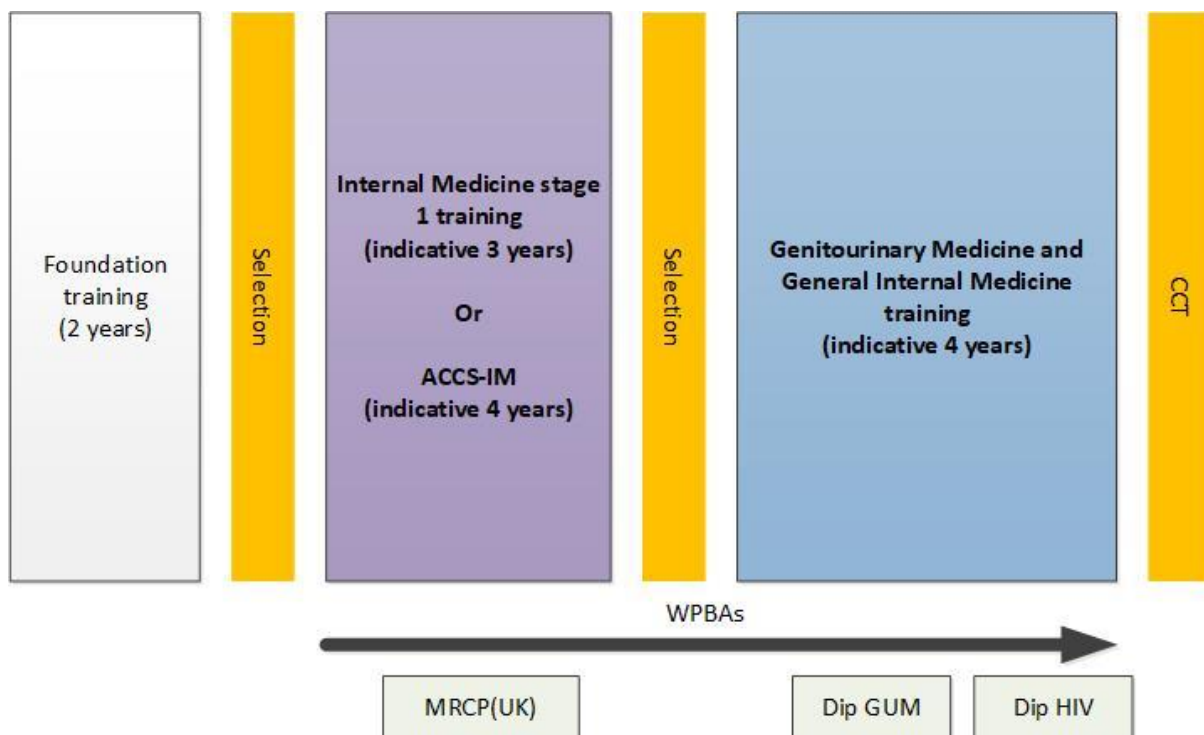 Foundation
training
(2 years)
Selection
Internal Medicine stage
1 training
(indicative 3 years)
Or
ACCS-IM
(indicative 4 years)
Selection
Genitourinary Medicine and
General Internal Medicine
training
(indicative 4 years)
CCT
WPBAs
MRCP(UK)
Dip GUM
Dip HIV